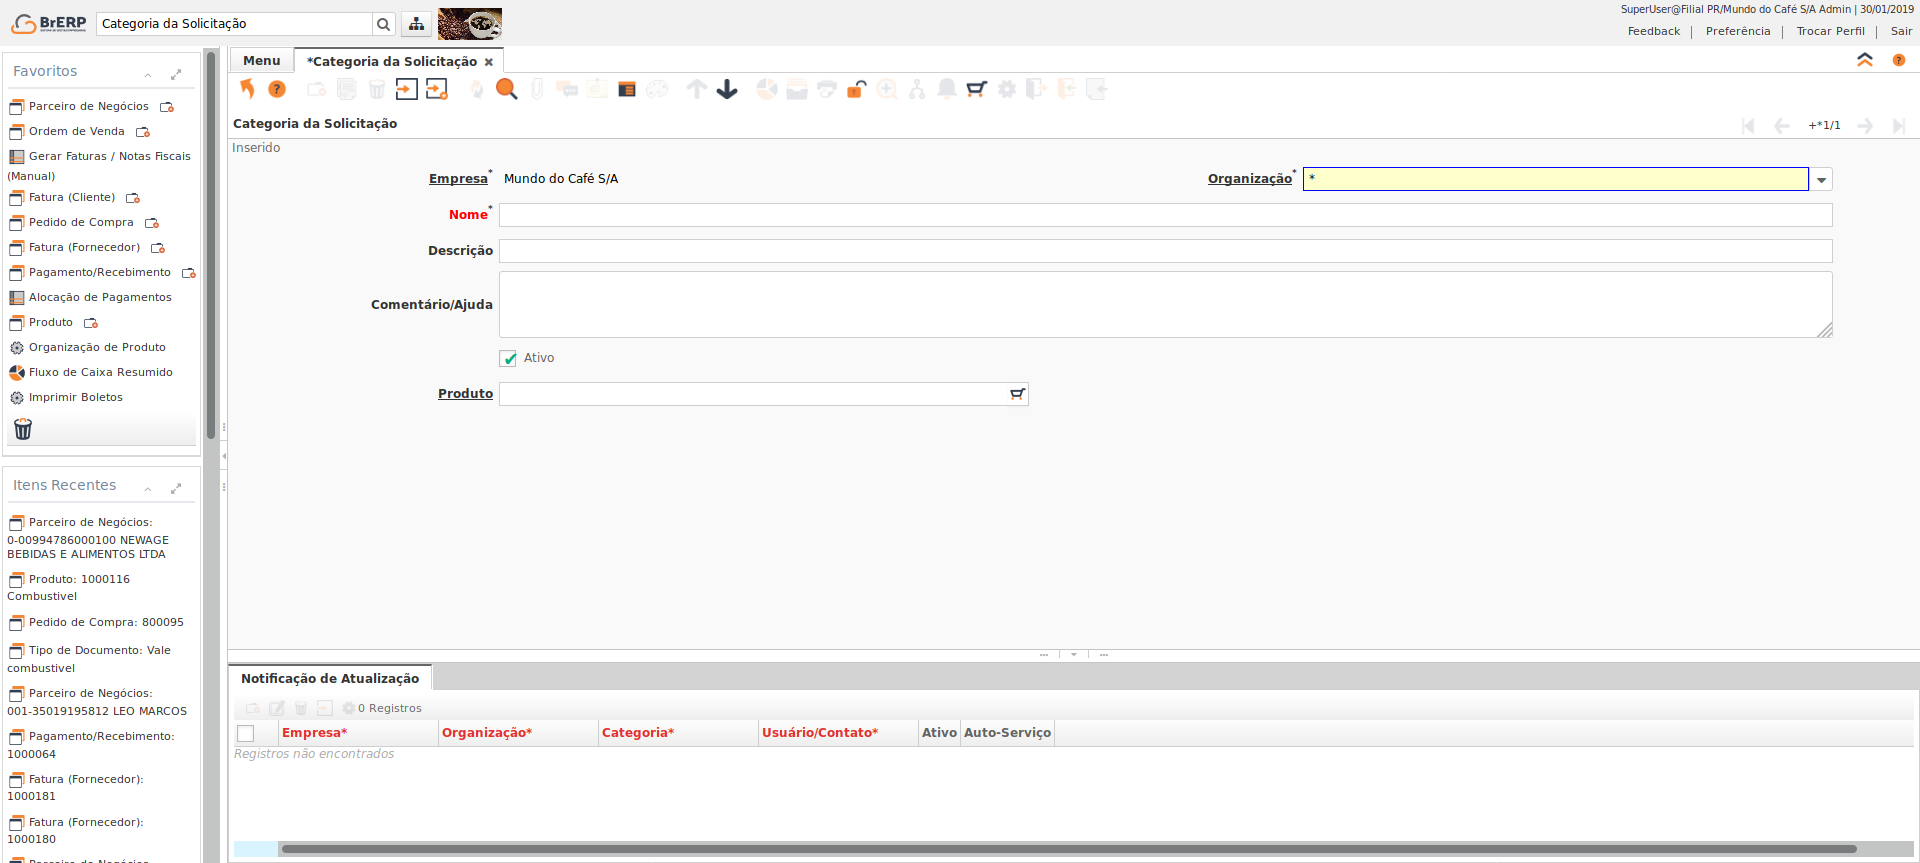 BrERP
Categoria da Solicitação
SuperUser@Filial PR/Mundo do Café S/A Admin | 30/01/2019
Feedback | Preferência | Trocar Perfil | Sair
Favoritos
Parceiro de Negócios
Ordem de Venda
Gerar Faturas / Notas Fiscais
(Manual)
Fatura (Cliente)
Pedido de Compra
Fatura (Fornecedor)
Pagamento/Recebimento
Alocação de Pagamentos
Produto
Organização de Produto
Fluxo de Caixa Resumido
Imprimir Boletos
Itens Recentes
Parceiro de Negócios:
0-00994786000100 NEWAGE
BEBIDAS E ALIMENTOS LTDA
Produto: 1000116
Combustivel
Pedido de Compra: 800095
Tipo de Documento: Vale
combustivel
Parceiro de Negócios:
001-35019195812 LEO MARCOS
Pagamento/Recebimento:
1000064
Fatura (Fornecedor):
1000181
Fatura (Fornecedor):
1000180
Parceiro de Negócios
Menu
*Categoria da Solicitação
Categoria da Solicitação
+*1/1
Inserido
Empresa* Mundo do Café S/A
Organização* *
Nome*
Descrição
Comentário/Ajuda
Ativo
Produto
Notificação de Atualização
0 Registros
Empresa* Organização* Categoria* Usuário/Contato* Ativo Auto-Serviço
Registros não encontrados